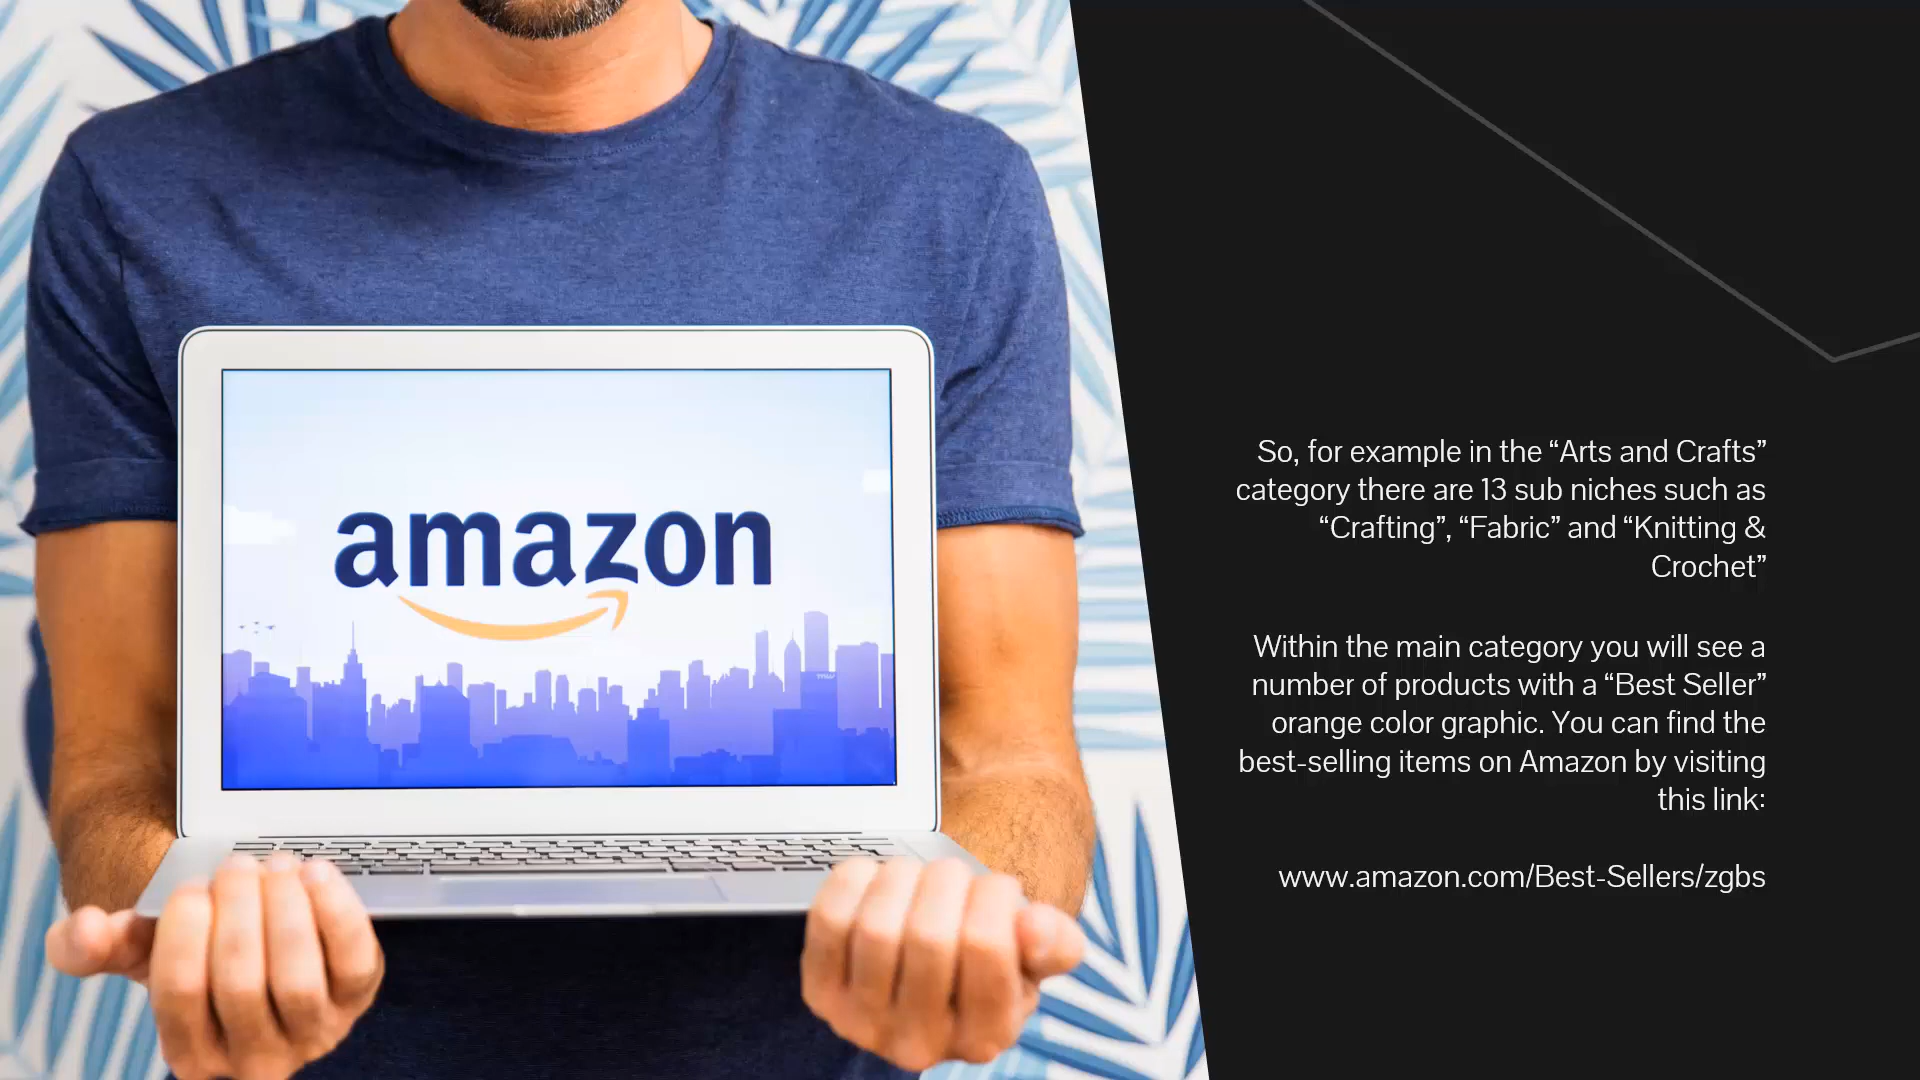 amazon
So, for example in the “Arts and Crafts”
category there are 13 sub niches such as
“Crafting”, “Fabric” and “Knitting &
Crochet”
Within the main category you will see a
number of products with a “Best Seller”
orange color graphic. You can find the
best-selling items on Amazon by visiting
this link:
www.amazon.com/Best-Sellers/zgbs